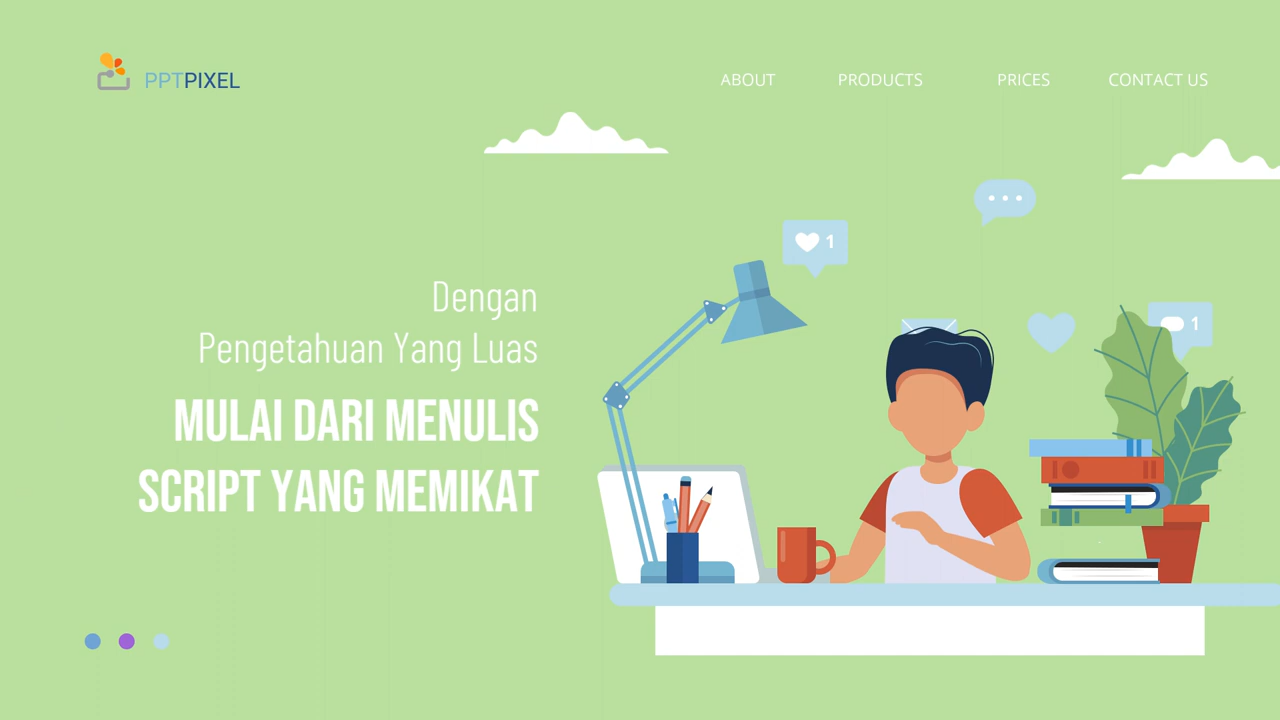 PPTPIXEL
ABOUT PRODUCTS PRICES CONTACT US
1
1
Dengan
Pengetahuan Yang Luas
MULAI DARI MENULIS
SCRIPT YANG MEMIKAT